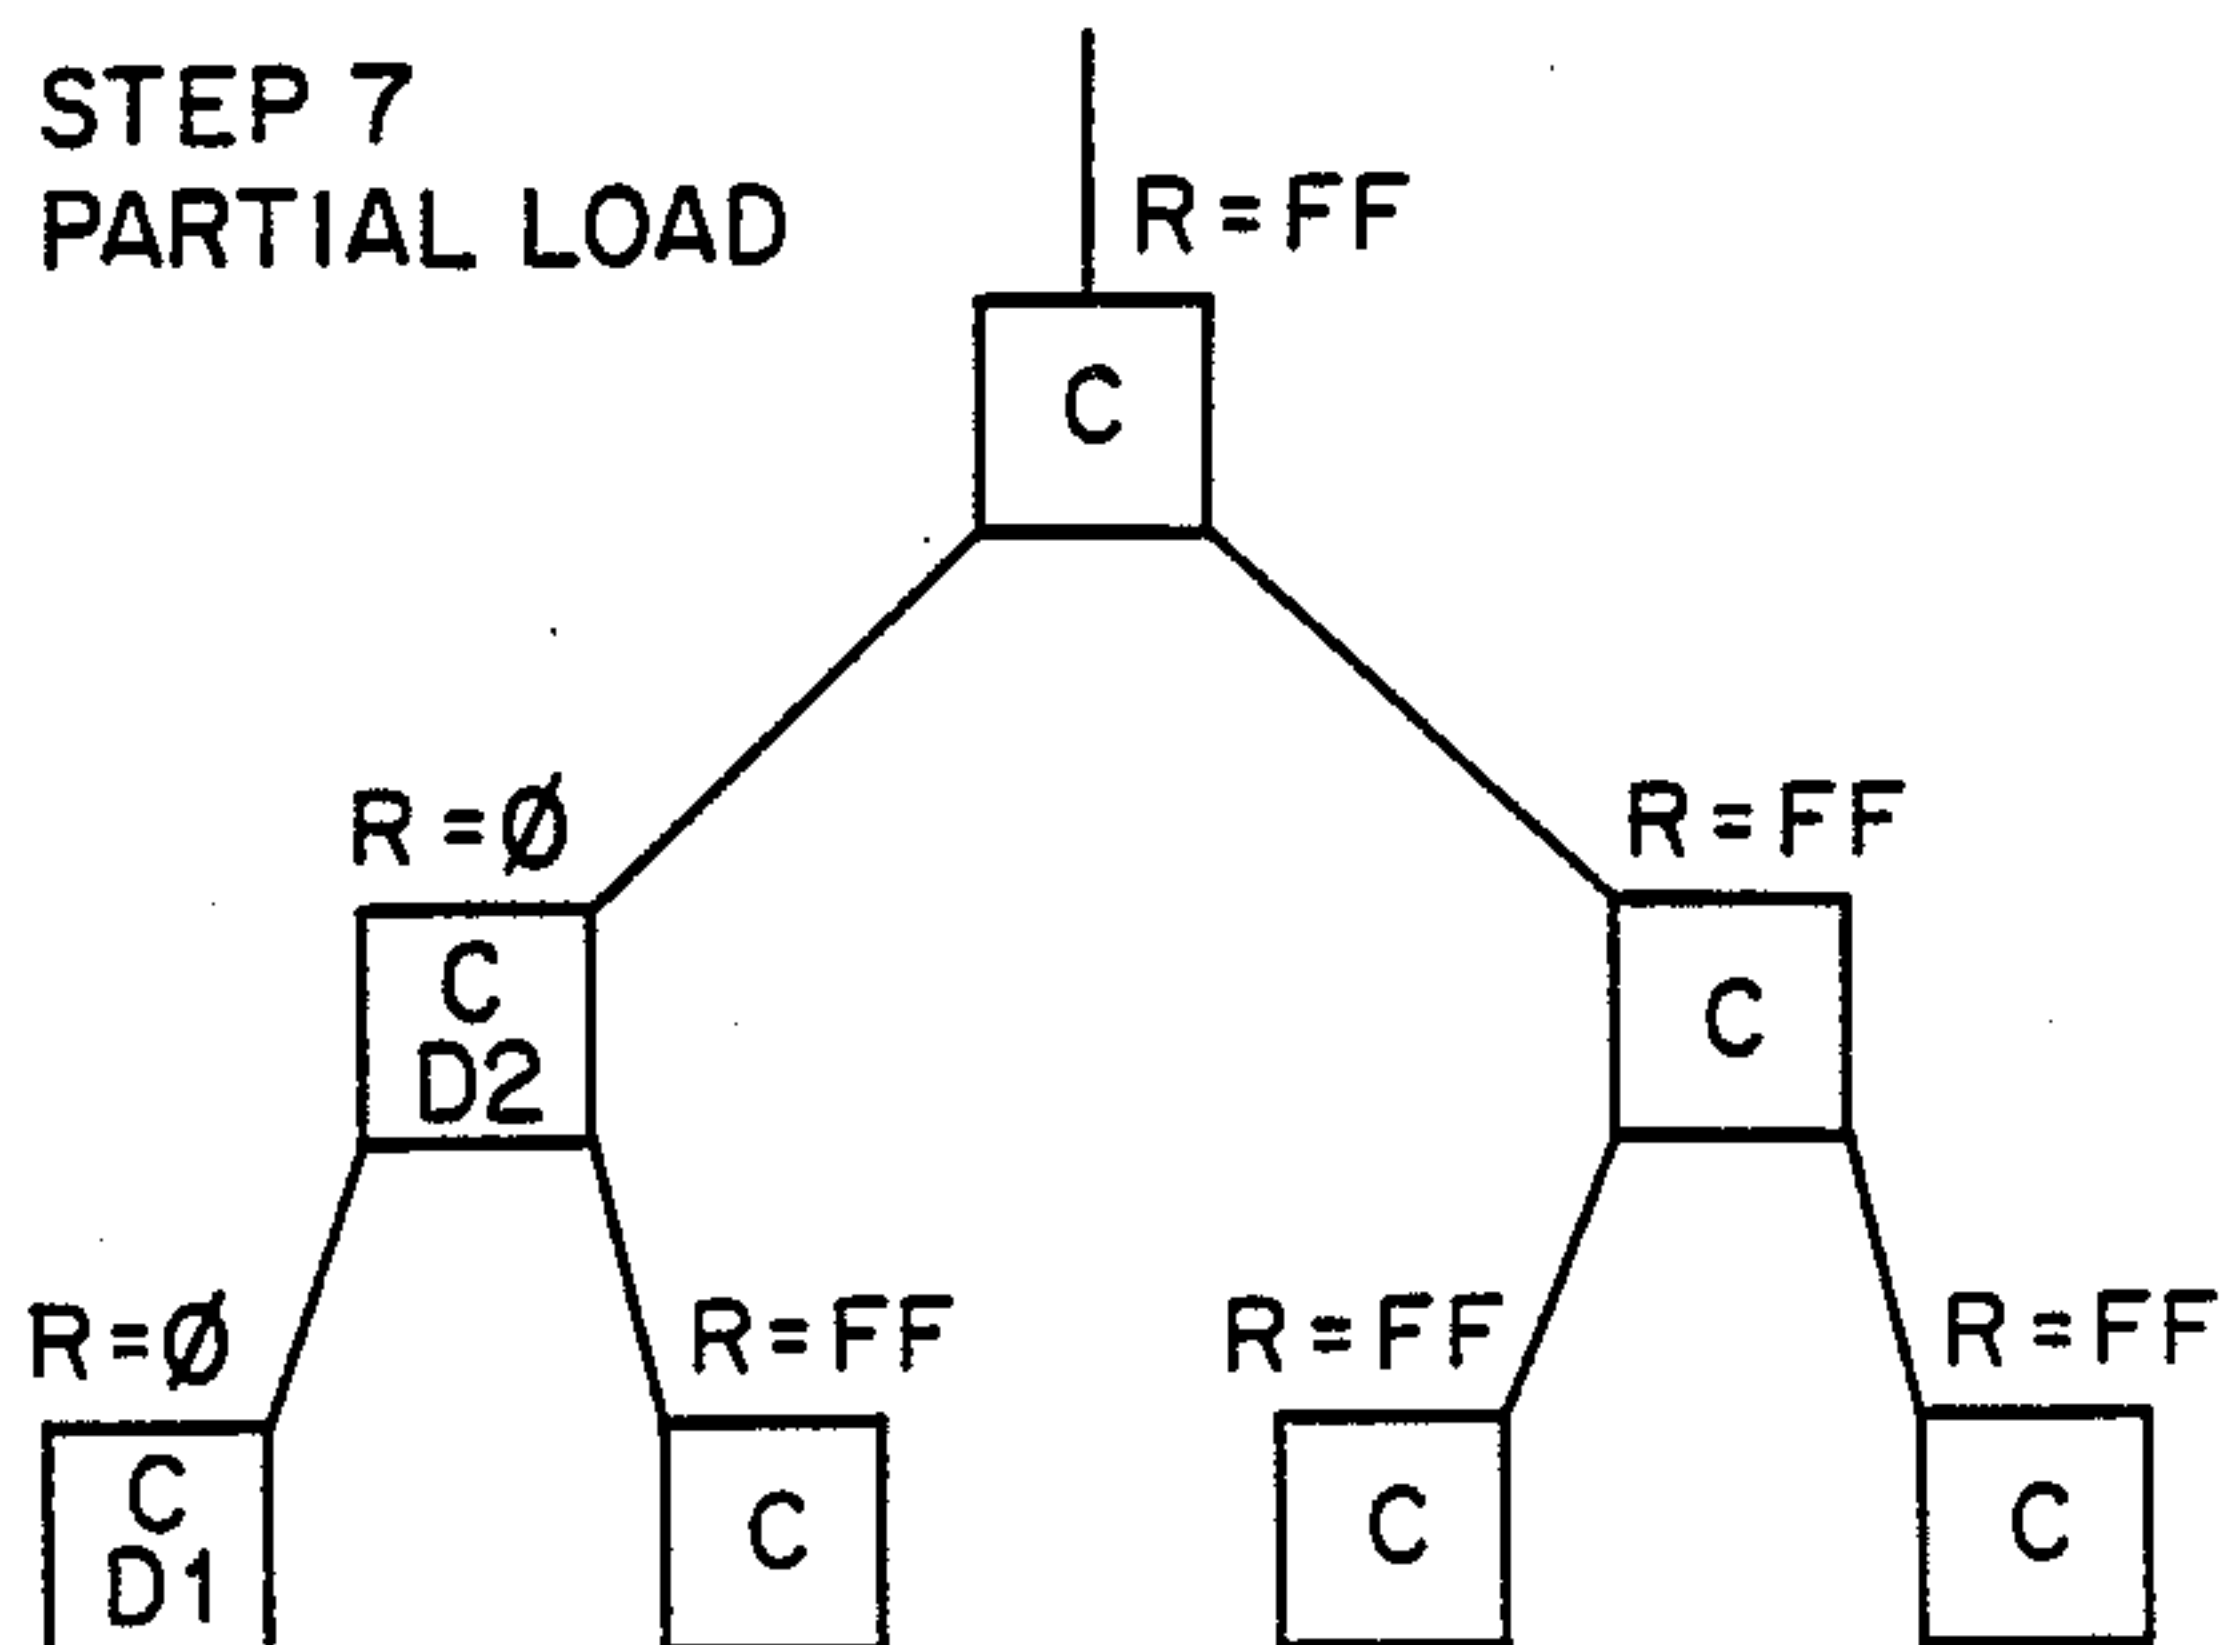 STEP 7
PARTIAL LOAD
R=FF
C
R=Ø
R=FF
C
D2
C
R=Ø
R=FF
R=FF
R=FF
C
D1
C
C
C